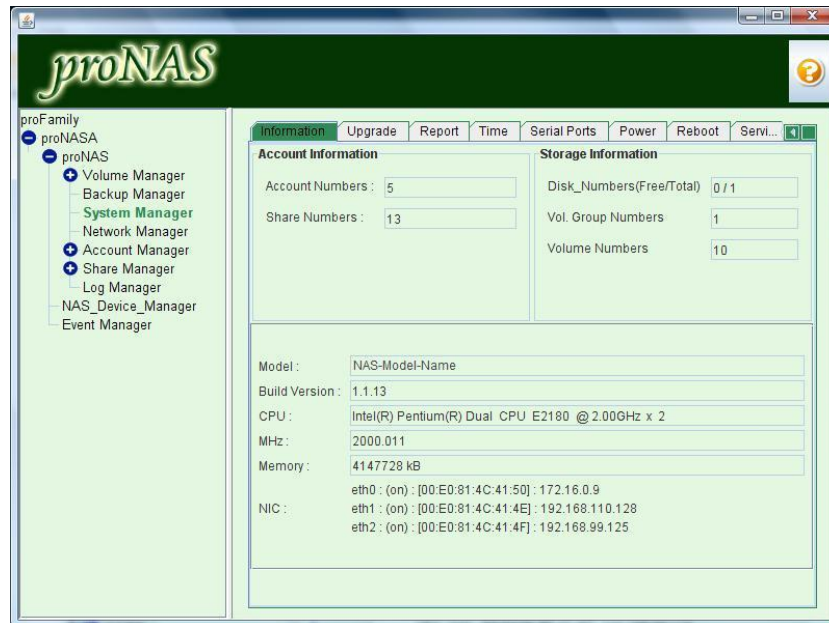 proNAS
proFamily
proNASA
proNAS
Volume Manager
Backup Manager
System Manager
Network Manager
Account Manager
Share Manager
Log Manager
NAS_Device_Manager
Event Manager
Information Upgrade Report Time Serial Ports Power Reboot Servi...
Account Information
Account Numbers : 5
Share Numbers : 13
Storage Information
Disk_Numbers(Free/Total) 0 / 1
Vol. Group Numbers 1
Volume Numbers 10
Model : NAS-Model-Name
Build Version : 1.1.13
CPU : Intel(R) Pentium(R) Dual CPU E2180 @ 2.00GHz x 2
MHz : 2000.011
Memory : 4147728 kB
NIC :
eth0 : (on) : [00:E0:81:4C:41:50] : 172.16.0.9
eth1 : (on) : [00:E0:81:4C:41:4E] : 192.168.110.128
eth2 : (on) : [00:E0:81:4C:41:4F] : 192.168.99.125